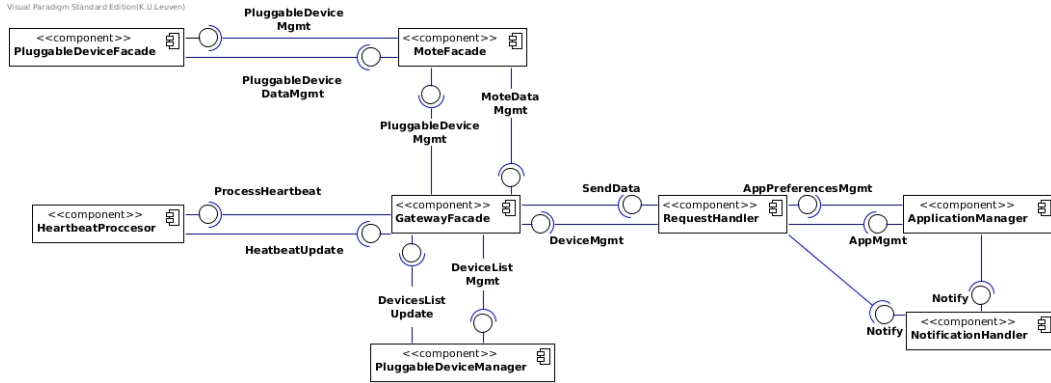 Visual Paradigm Standard Edition(K.U.Leuven)
PluggableDevice
Mgmt
<<component>>
PluggableDeviceFacade
<<component>>
MoteFacade
PluggableDevice
DataMgmt
MoteData
Mgmt
PluggableDevice
Mgmt
ProcessHeartbeat
SendData
AppPreferencesMgmt
<<component>>
HeartbeatProccesor
<<component>>
GatewayFacade
<<component>>
RequestHandler
<<component>>
ApplicationManager
HeatbeatUpdate
DeviceMgmt
AppMgmt
DeviceList
Mgmt
DevicesList
Update
Notify
Notify
<<component>>
NotificationHandler
<<component>>
PluggableDeviceManager